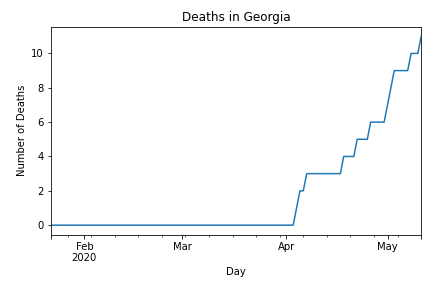 Deaths in Georgia
Number of Deaths
10
8
6
4
2
0
Feb
2020
Mar
Apr
May
Day